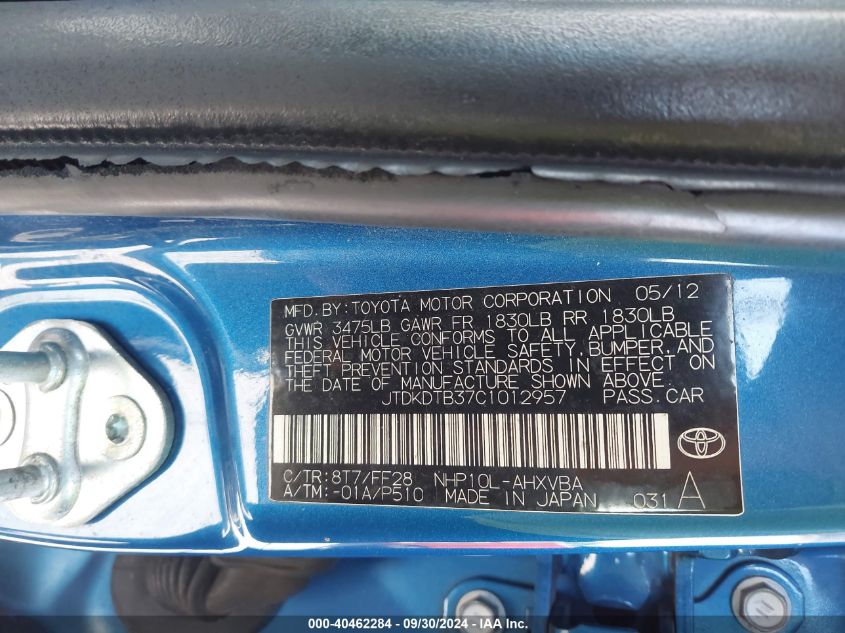 MFD. BY: TOYOTA MOTOR CORPORATION 05/12
GVWR 3475LB GAWR FR 1830LB RR 1830LB
THIS VEHICLE CONFORMS TO ALL APPLICABLE
FEDERAL MOTOR VEHICLE SAFETY, BUMPER, AND
THEFT PREVENTION STANDARDS IN EFFECT ON
THE DATE OF MANUFACTURE SHOWN ABOVE.
JTDKDTB37C1012957 PASS. CAR
C/TR: 8T7/FF28 NHP10L-AHXVBA
A/TM: -01A/P510 MADE IN JAPAN 031 A
000-40462284 - 09/30/2024 - IAA Inc.